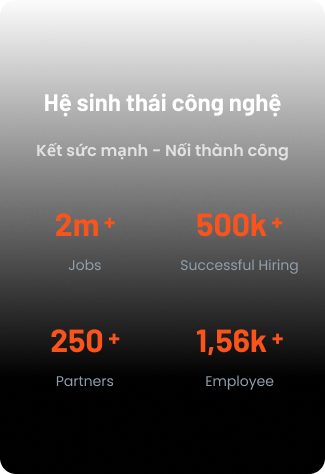 Hệ sinh thái công nghệ
Kết sức mạnh - Nối thành công
2m+ 500k+
Jobs Successful Hiring
250+ 1,56k+
Partners Employee